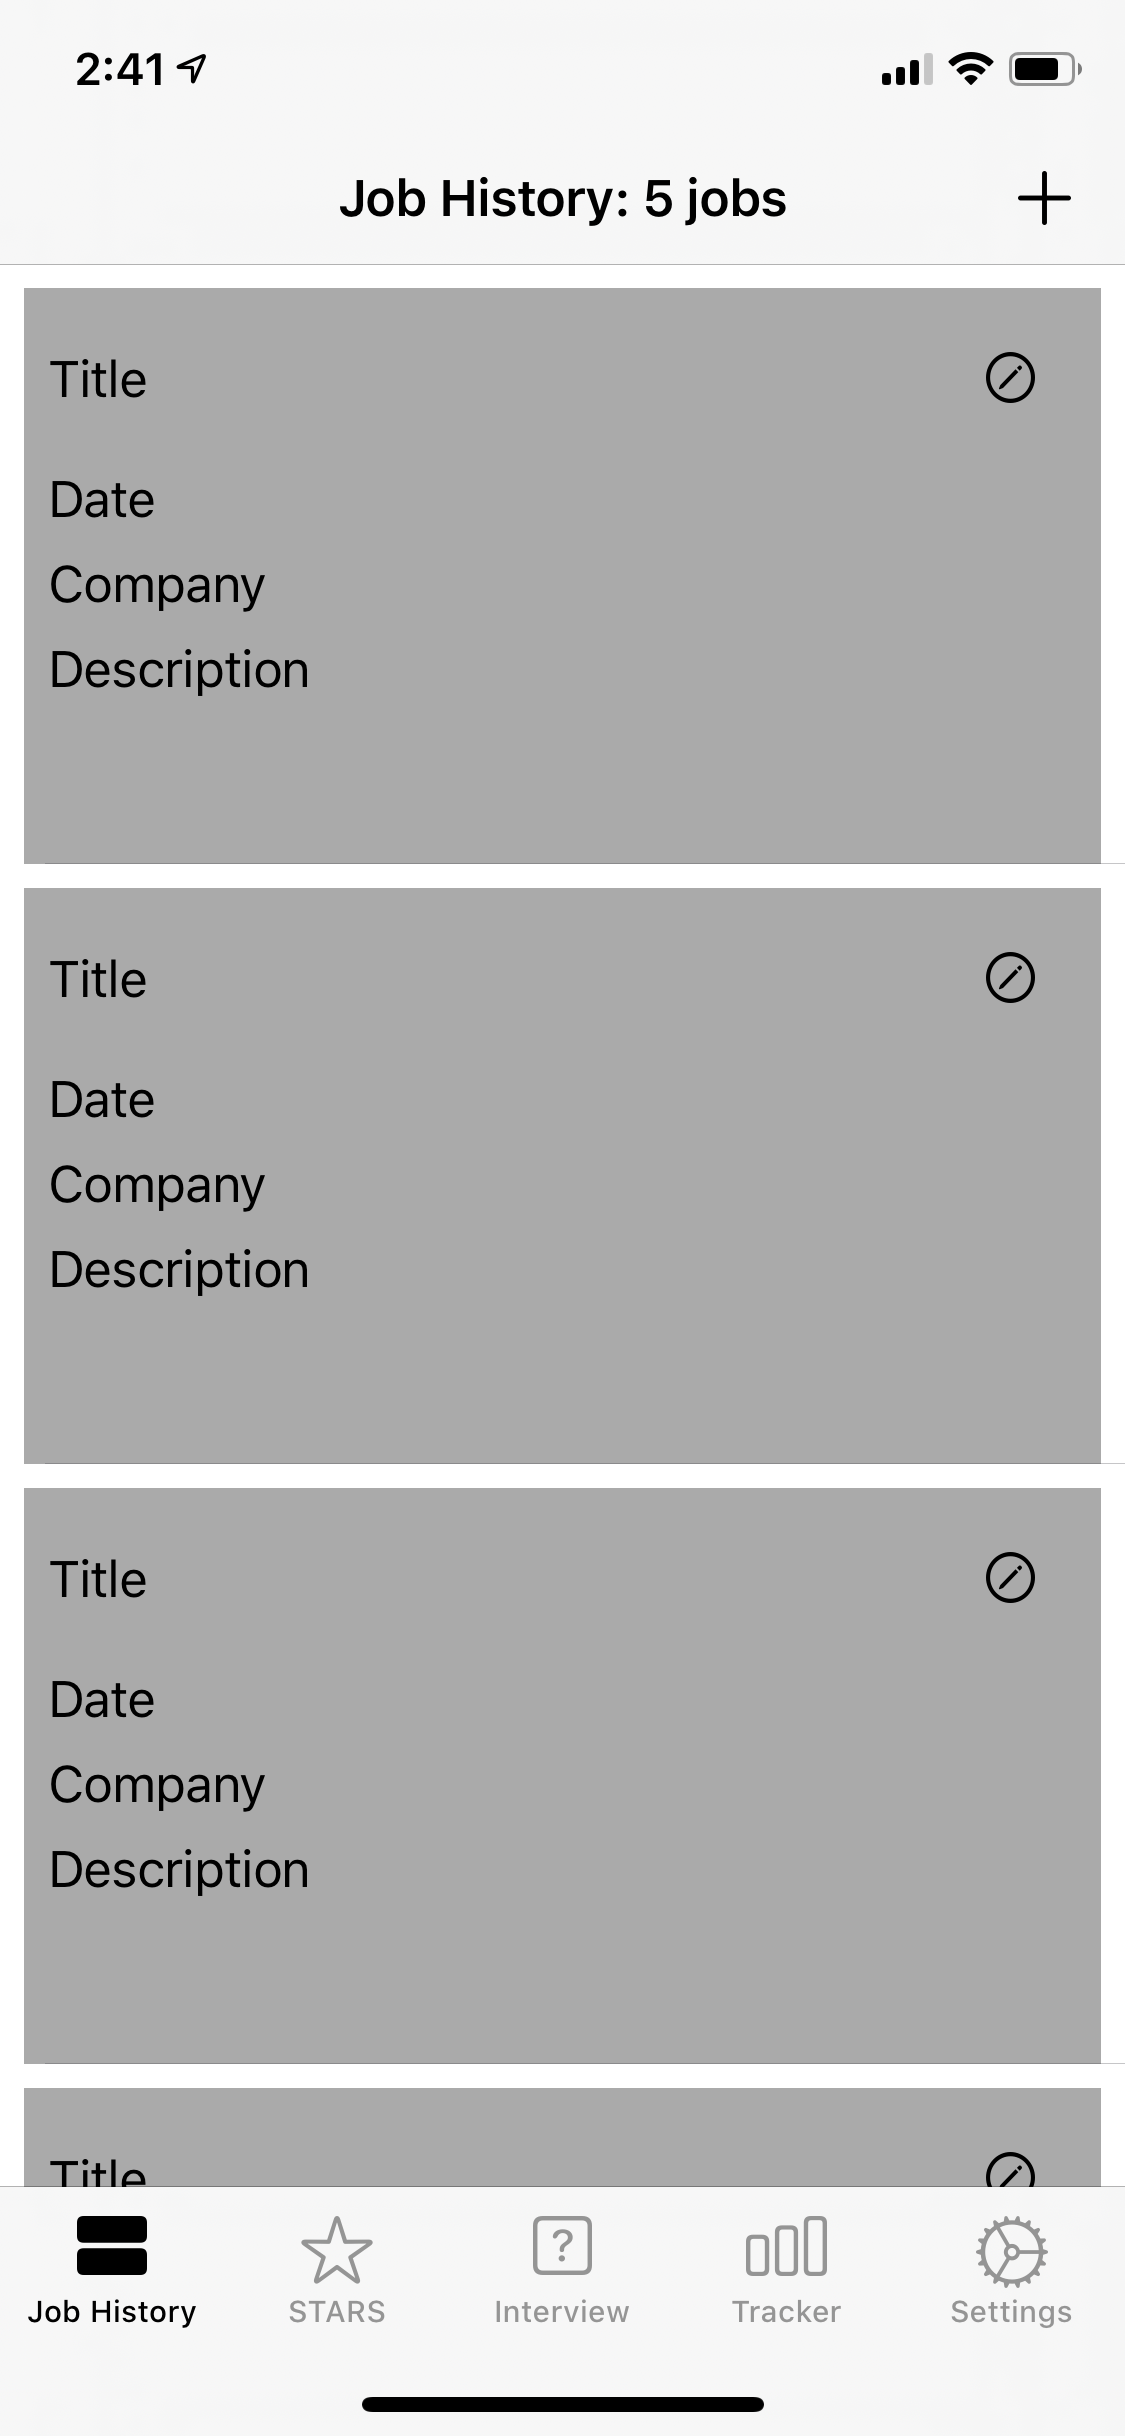 2:41
Job History: 5 jobs
Title
Date
Company
Description
Title
Date
Company
Description
Title
Date
Company
Description
Title
?
Job History
STARS
Interview
Tracker
Settings